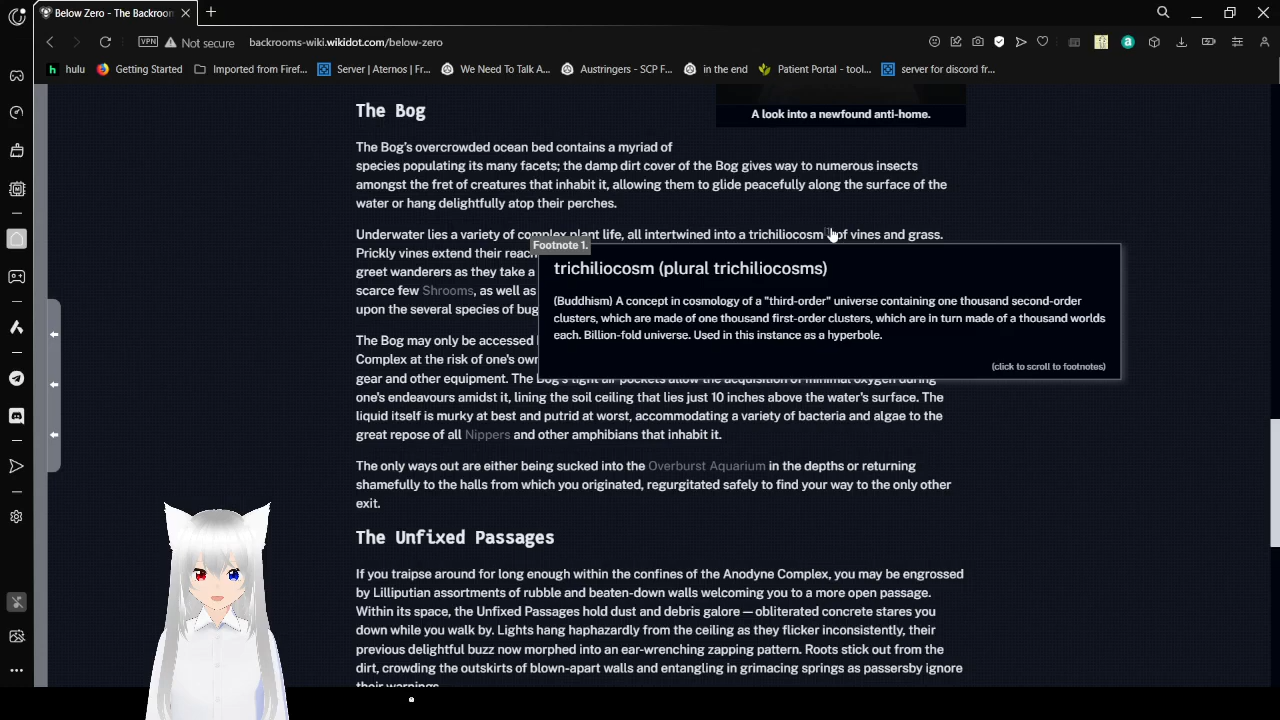 Below Zero - The Backroom
VPN
Not secure
backrooms-wiki.wikidot.com/below-zero
hulu
Getting Started
Imported from Firef...
Server | Aternos | Fr...
We Need To Talk A...
Austringers - SCP F...
in the end
Patient Portal - tool...
server for discord fr...
The Bog
A look into a newfound anti-home.
The Bog's overcrowded ocean bed contains a myriad of
species populating its many facets; the damp dirt cover of the Bog gives way to numerous insects
amongst the fret of creatures that inhabit it, allowing them to glide peacefully along the surface of the
water or hang delightfully atop their perches.
Underwater lies a variety of complex plant life, all intertwined into a trichiliocosm of vines and grass.
Prickly vines extend their reach
greet wanderers as they take a
scarce few Shrooms, as well as
upon the several species of bug
Footnote 1.
trichiliocosm (plural trichiliocosms)
(Buddhism) A concept in cosmology of a "third-order" universe containing one thousand second-order
clusters, which are made of one thousand first-order clusters, which are in turn made of a thousand worlds
each. Billion-fold universe. Used in this instance as a hyperbole.
(click to scroll to footnotes)
The Bog may only be accessed
Complex at the risk of one's own
gear and other equipment. The Bog's tight air pockets allow the acquisition of minimal oxygen during
one's endeavours amidst it, lining the soil ceiling that lies just 10 inches above the water's surface. The
liquid itself is murky at best and putrid at worst, accommodating a variety of bacteria and algae to the
great repose of all Nippers and other amphibians that inhabit it.
The only ways out are either being sucked into the Overburst Aquarium in the depths or returning
shamefully to the halls from which you originated, regurgitated safely to find your way to the only other
exit.
The Unfixed Passages
If you traipse around for long enough within the confines of the Anodyne Complex, you may be engrossed
by Lilliputian assortments of rubble and beaten-down walls welcoming you to a more open passage.
Within its space, the Unfixed Passages hold dust and debris galore — obliterated concrete stares you
down while you walk by. Lights hang haphazardly from the ceiling as they flicker inconsistently, their
previous delightful buzz now morphed into an ear-wrenching zapping pattern. Roots stick out from the
dirt, crowding the outskirts of blown-apart walls and entangling in grimacing springs as passersby ignore
their warnings.